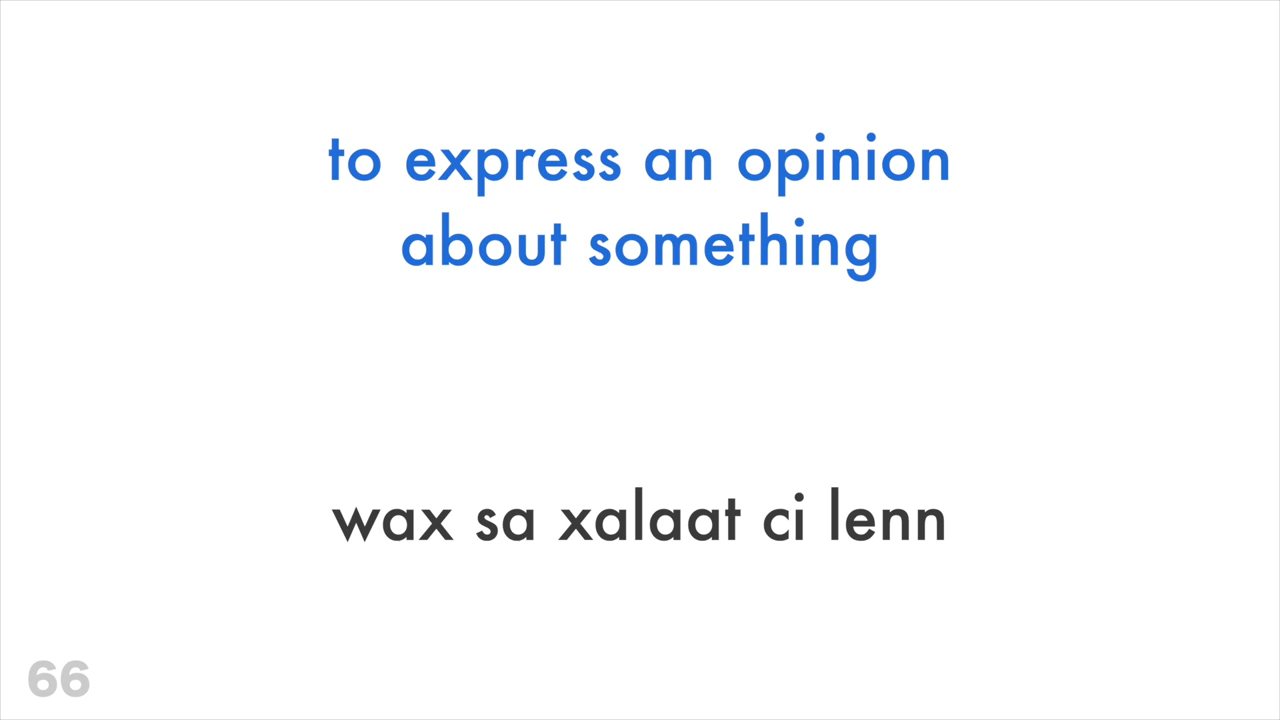 to express an opinion
about something
wax sa xalaat ci lenn
66